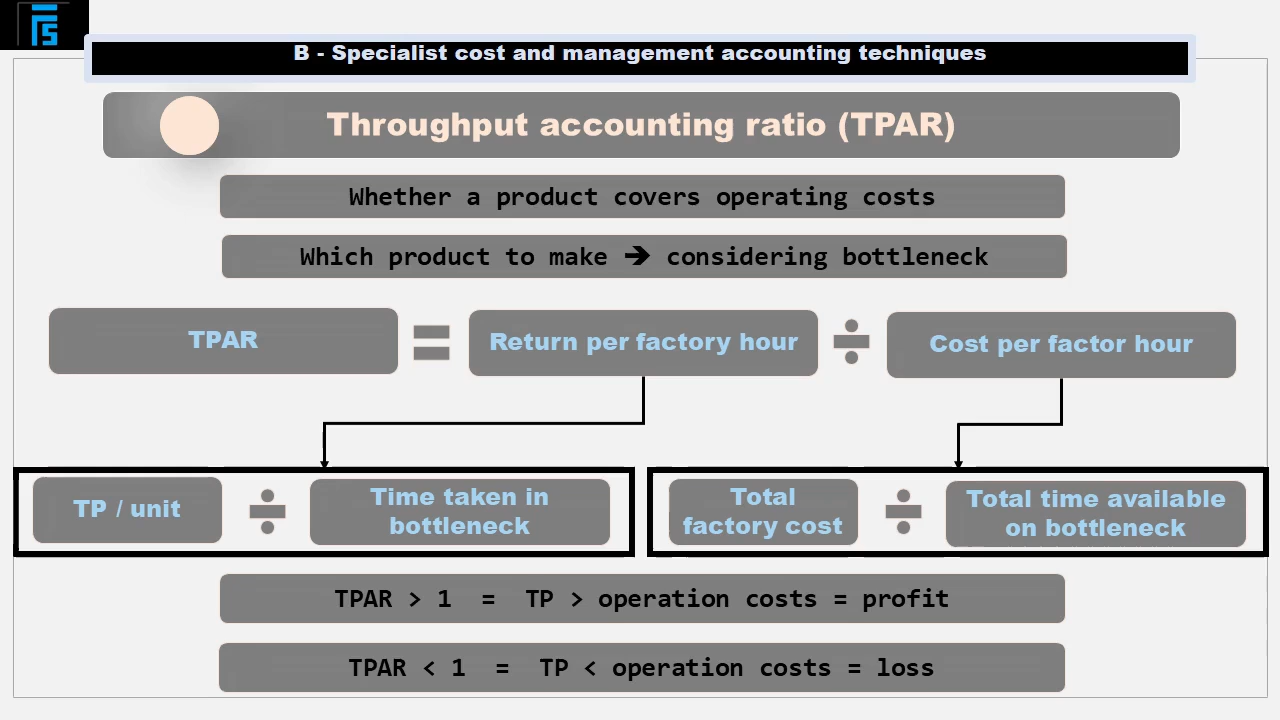 B - Specialist cost and management accounting techniques
Throughput accounting ratio (TPAR)
Whether a product covers operating costs
Which product to make ➔ considering bottleneck
TPAR = Return per factory hour ÷ Cost per factor hour
TP / unit ÷ Time taken in bottleneck
Total factory cost ÷ Total time available on bottleneck
TPAR > 1 = TP > operation costs = profit
TPAR < 1 = TP < operation costs = loss